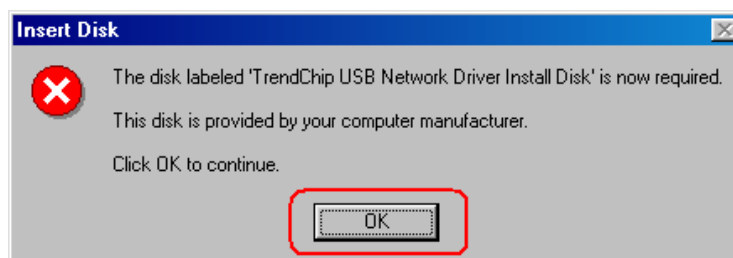 Insert Disk
The disk labeled 'TrendChip USB Network Driver Install Disk' is now required.
This disk is provided by your computer manufacturer.
Click OK to continue.
OK